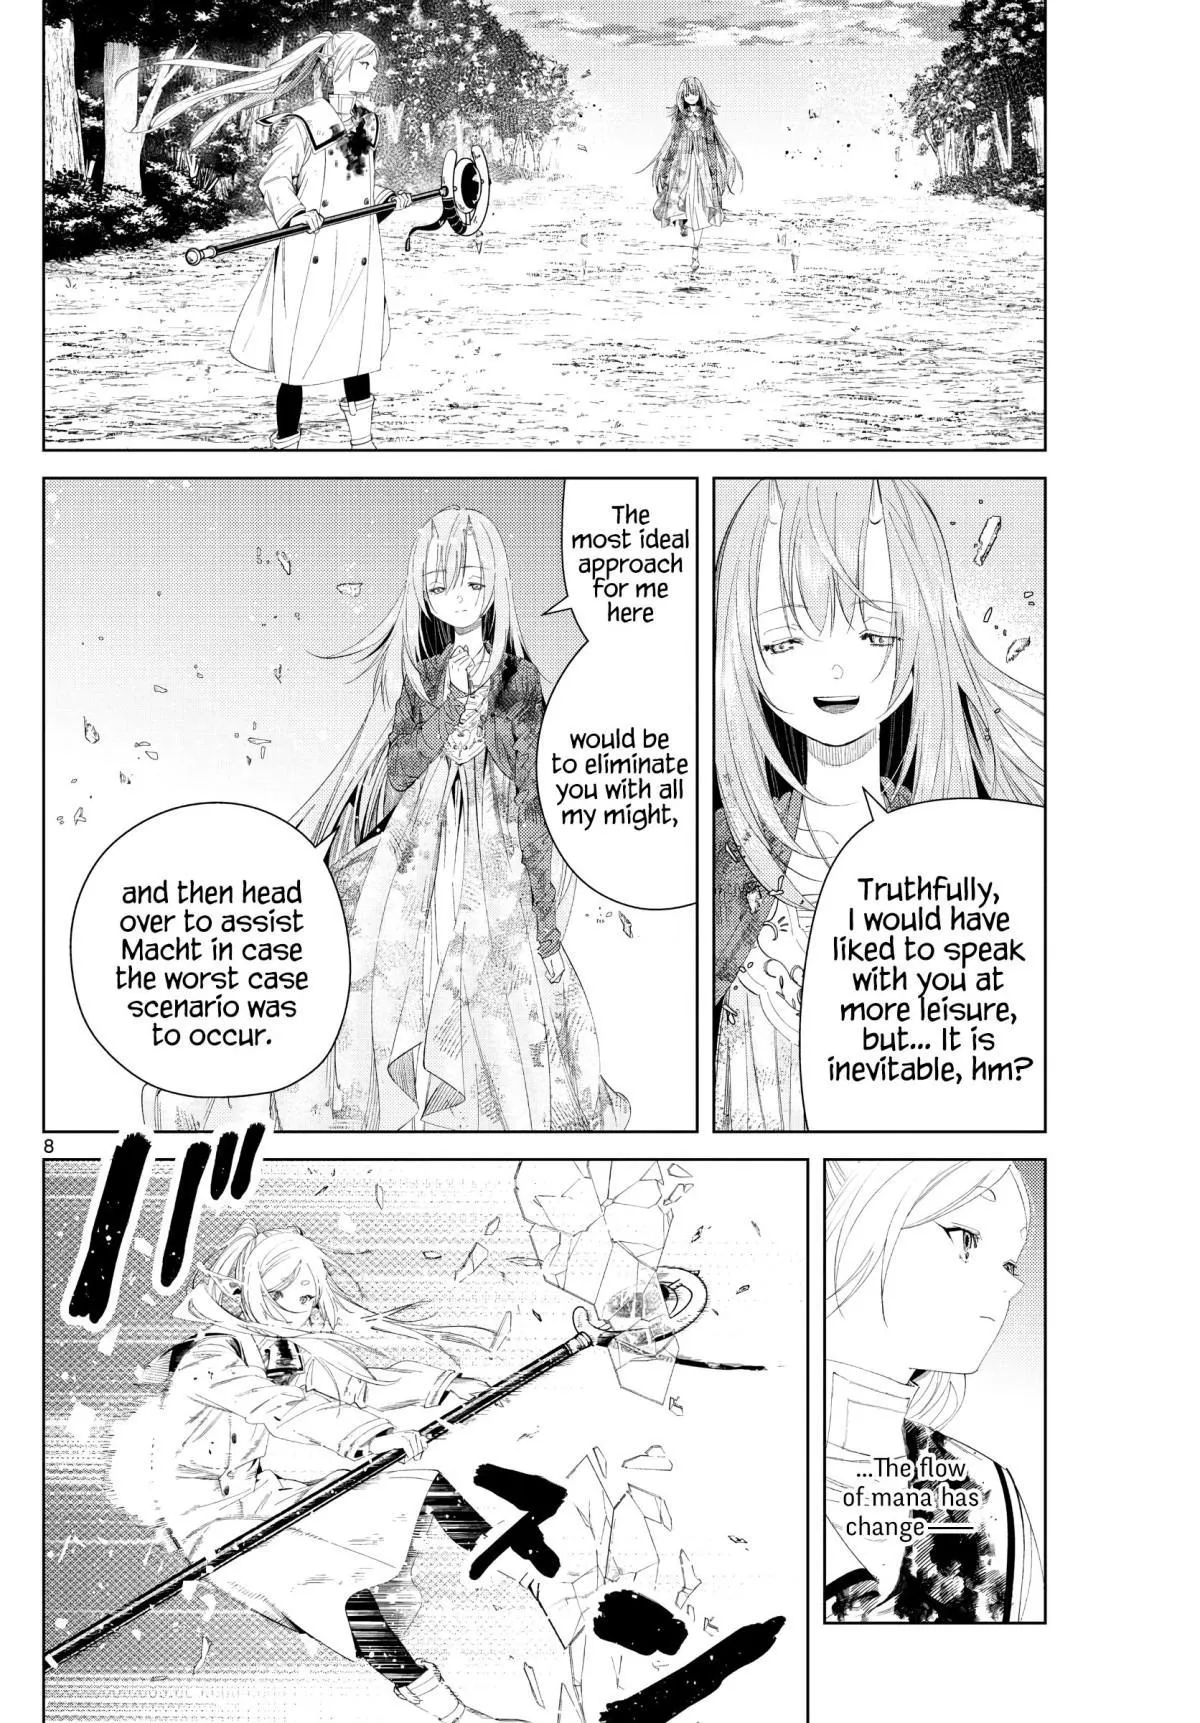 Truthfully,
I would have
liked to speak
with you at
more leisure,
but... It is
inevitable, hm?
The
most ideal
approach
for me
here
would be
to eliminate
you with all
my might,
and then head
over to assist
Macht in case
the worst case
scenario was
to occur.
8
...The flow
of mana has
change——